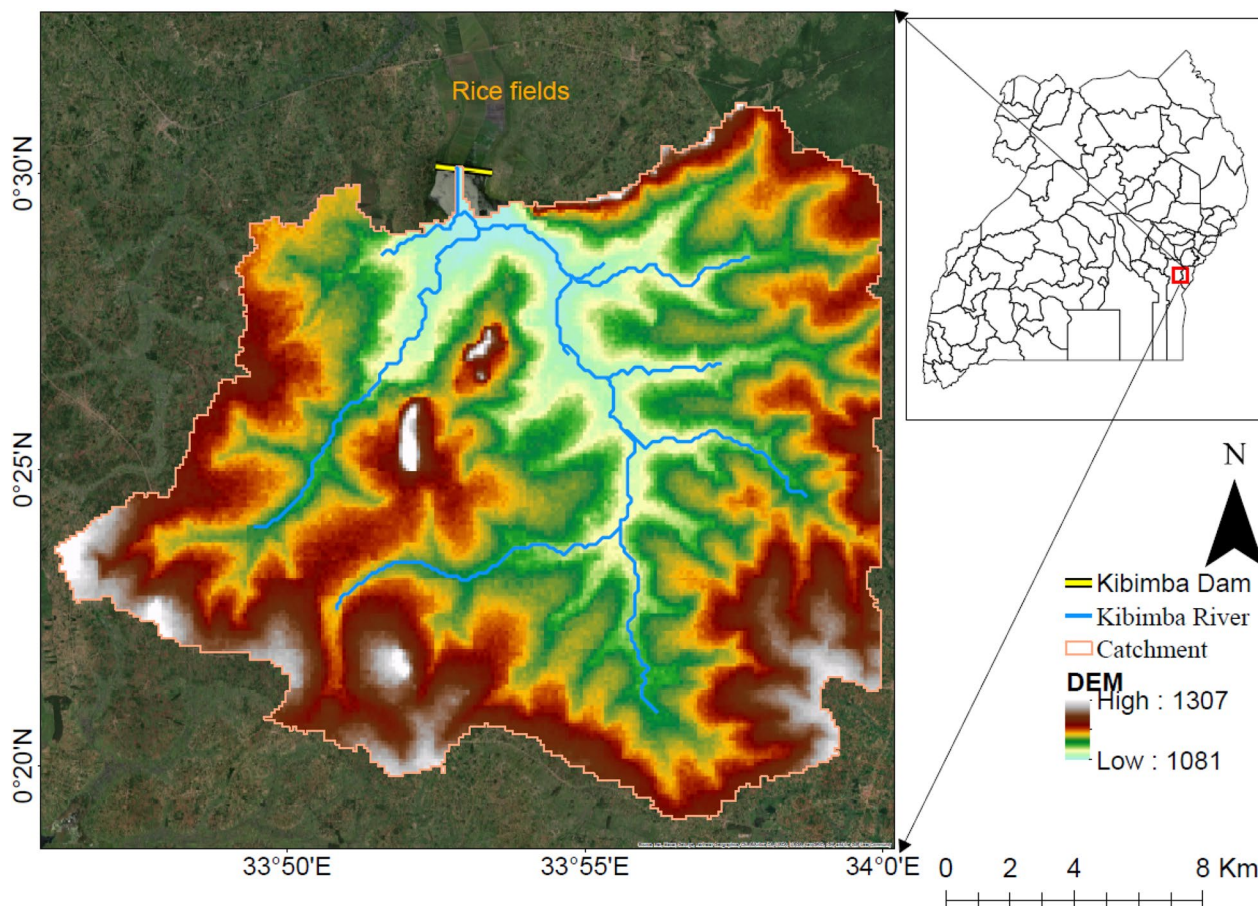 Rice fields
0°30'N
0°25'N
0°20'N
33°50'E
33°55'E
34°0'E
N
Kibimba Dam
Kibimba River
Catchment
DEM
High : 1307
Low : 1081
0 2 4 8 Km